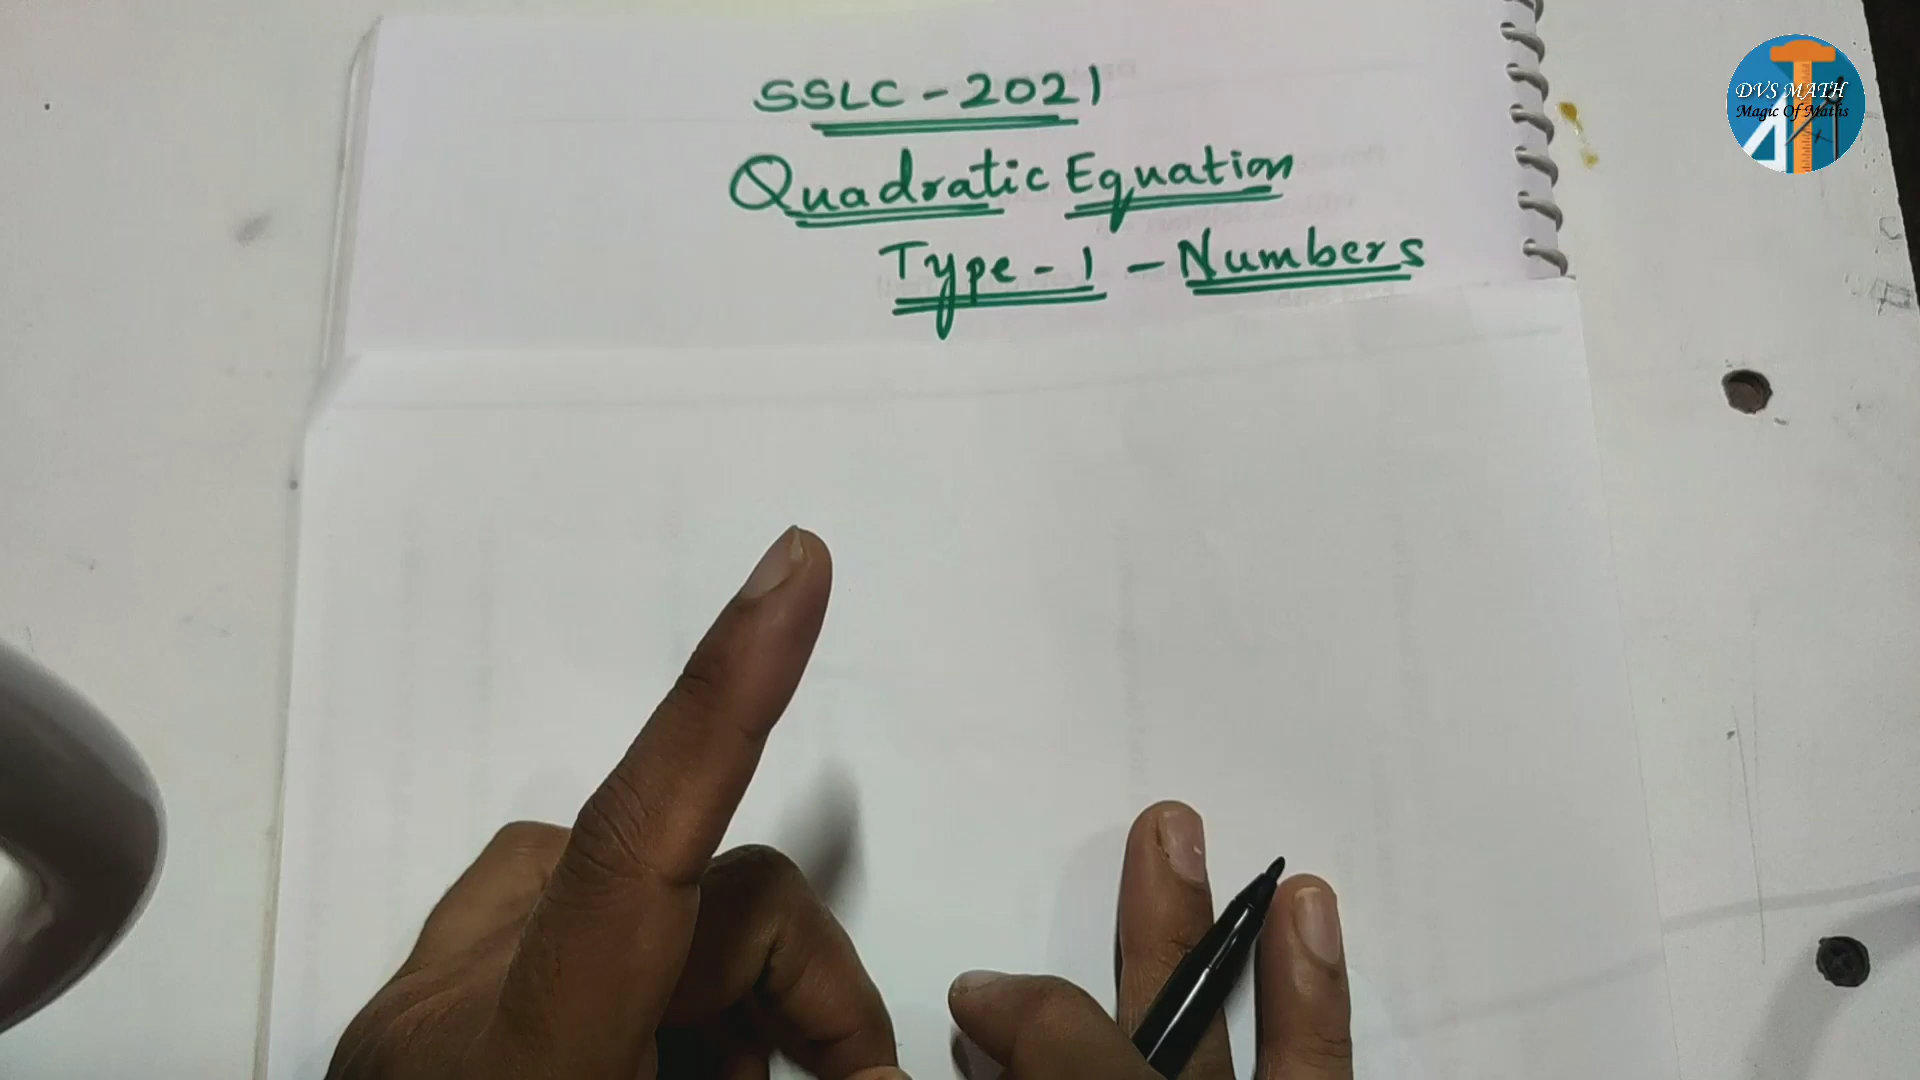 SSLC - 2021
Quadratic Equation
Type - 1 - Numbers
DVS MATH
Magic Of Maths